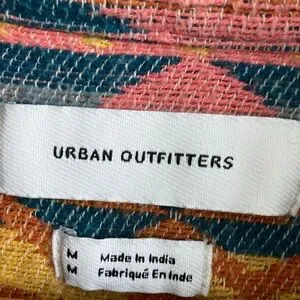 URBAN OUTFITTERS
M Made In India
M Fabriqué En Inde